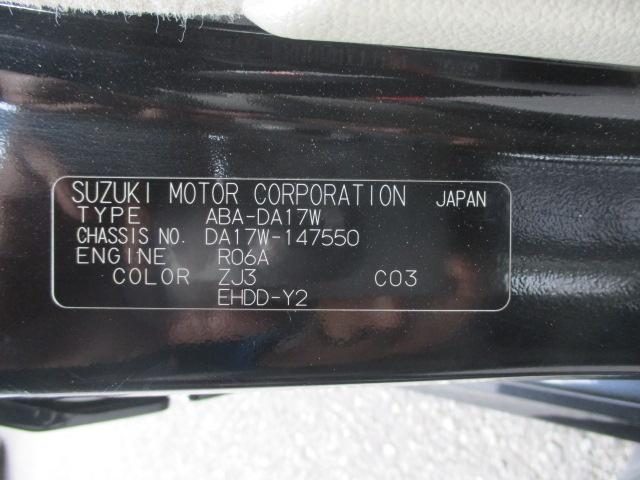 SUZUKI MOTOR CORPORATION JAPAN
TYPE ABA-DA17W
CHASSIS NO. DA17W-147550
ENGINE R06A
COLOR ZJ3 C03
EHDD-Y2